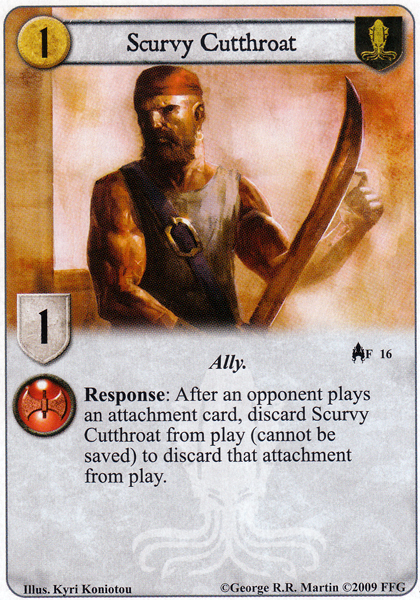 1 Scurvy Cutthroat
1
Ally.
F 16
Response: After an opponent plays
an attachment card, discard Scurvy
Cutthroat from play (cannot be
saved) to discard that attachment
from play.
Illus. Kyri Koniotou ©George R.R. Martin ©2009 FFG